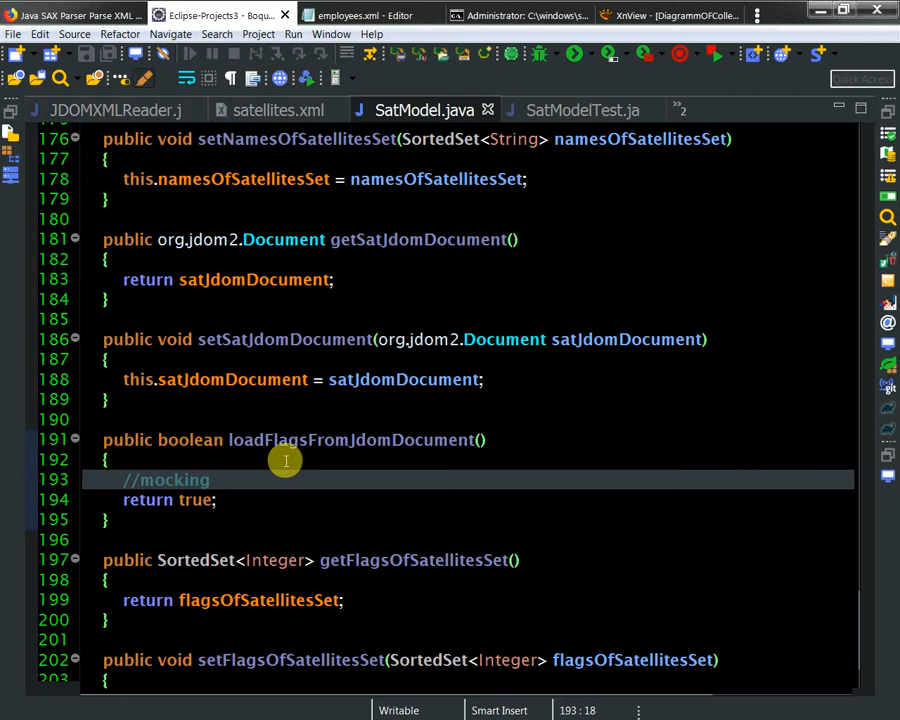 Java SAX Parser Parse XML ...
Eclipse-Projects3 - Boqu...
employees.xml - Editor
Administrator: C:\windows\s...
XnView - [DiagrammOFColle...
File Edit Source Refactor Navigate Search Project Run Window Help
Quick Access
JDOMXMLReader.j
satellites.xml
SatModel.java
SatModelTest.ja
»2
176 public void setNamesOfSatellitesSet(SortedSet<String> namesOfSatellitesSet)
177 {
178 this.namesOfSatellitesSet = namesOfSatellitesSet;
179 }
180
181 public org.jdom2.Document getSatJdomDocument()
182 {
183 return satJdomDocument;
184 }
185
186 public void setSatJdomDocument(org.jdom2.Document satJdomDocument)
187 {
188 this.satJdomDocument = satJdomDocument;
189 }
190
191 public boolean loadFlagsFromJdomDocument()
192 {
193 //mocking
194 return true;
195 }
196
197 public SortedSet<Integer> getFlagsOfSatellitesSet()
198 {
199 return flagsOfSatellitesSet;
200 }
201
202 public void setFlagsOfSatellitesSet(SortedSet<Integer> flagsOfSatellitesSet)
203 {
Writable
Smart Insert
193 : 18